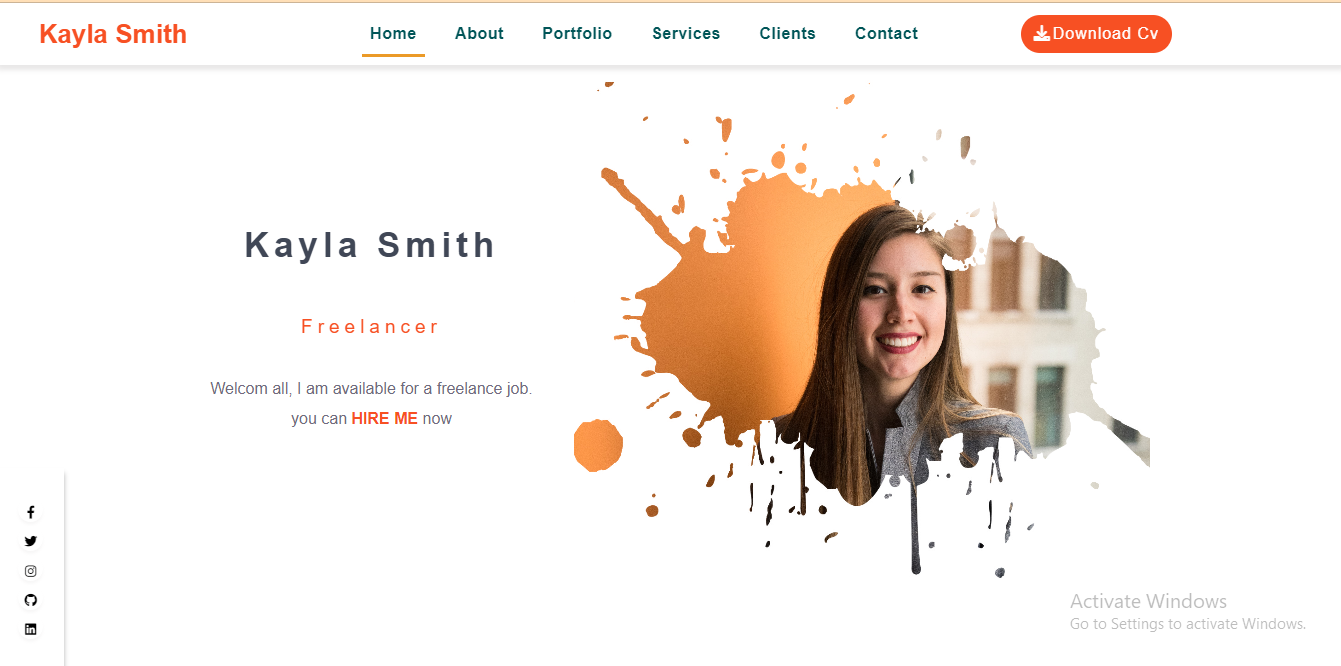 Kayla Smith
Home About Portfolio Services Clients Contact
Download Cv
Kayla Smith
Freelancer
Welcom all, I am available for a freelance job.
you can HIRE ME now
Activate Windows
Go to Settings to activate Windows.